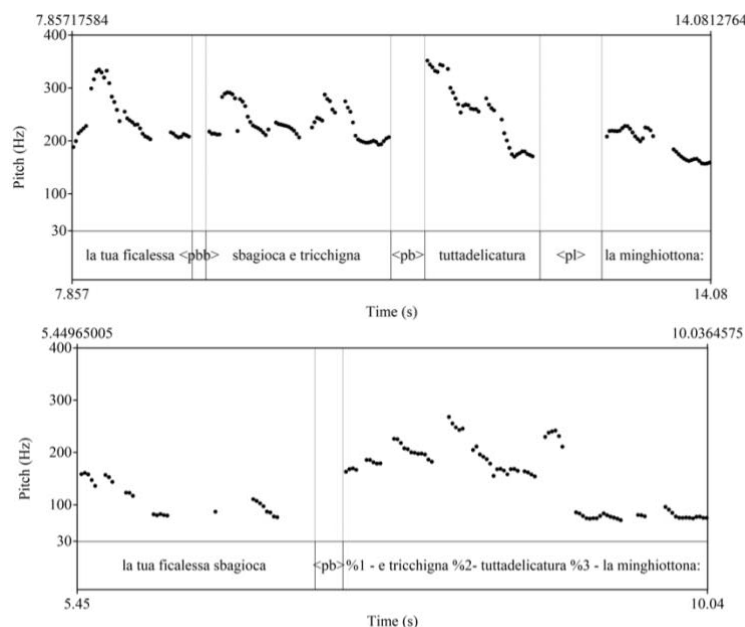 7.85717584 14.0812764
400
300
200
100
30
Pitch (Hz)
la tua ficalessa <pbb> sbagioca e tricchigna <pb> tuttadelicatura <pl> la minghiottona:
7.857 14.08
Time (s)
5.44965005 10.0364575
400
300
200
100
30
Pitch (Hz)
la tua ficalessa sbagioca <pb> %1 - e tricchigna %2- tuttadelicatura %3 - la minghiottona:
5.45 10.04
Time (s)